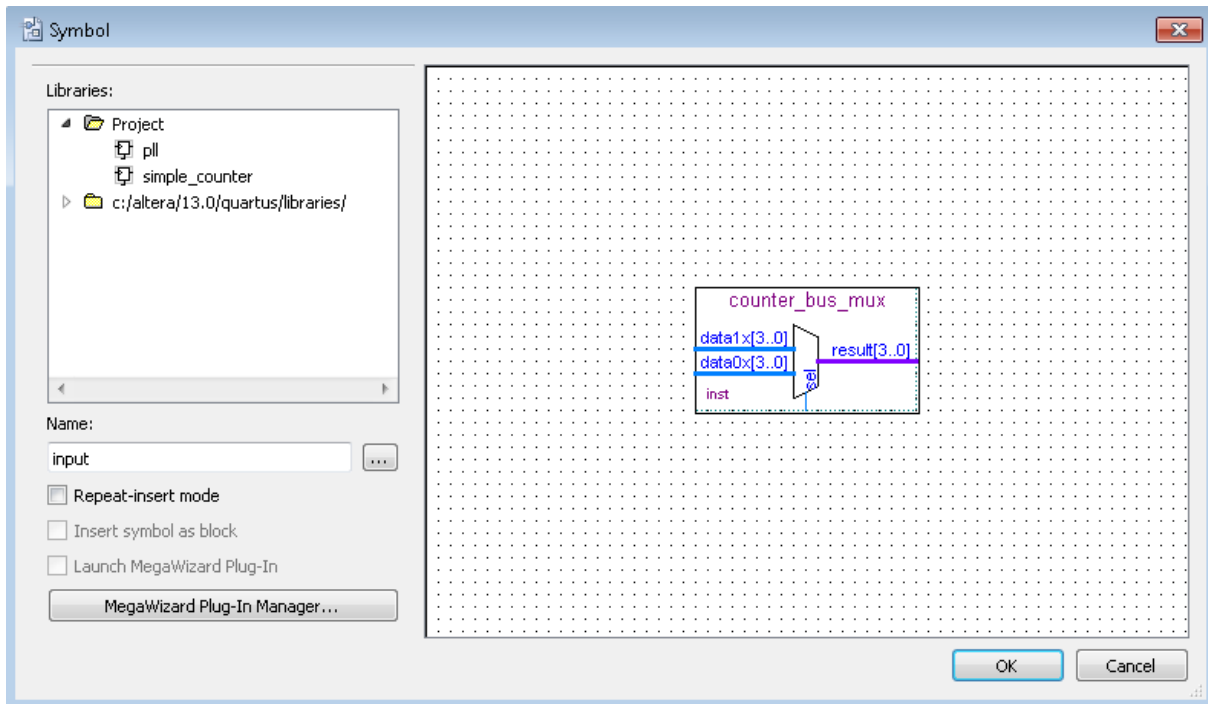 Symbol
Libraries:
Project
pll
simple_counter
c:/altera/13.0/quartus/libraries/
Name:
input
...
Repeat-insert mode
Insert symbol as block
Launch MegaWizard Plug-In
MegaWizard Plug-In Manager...
counter_bus_mux
data1x[3..0]
data0x[3..0]
result[3..0]
sel
inst
OK
Cancel